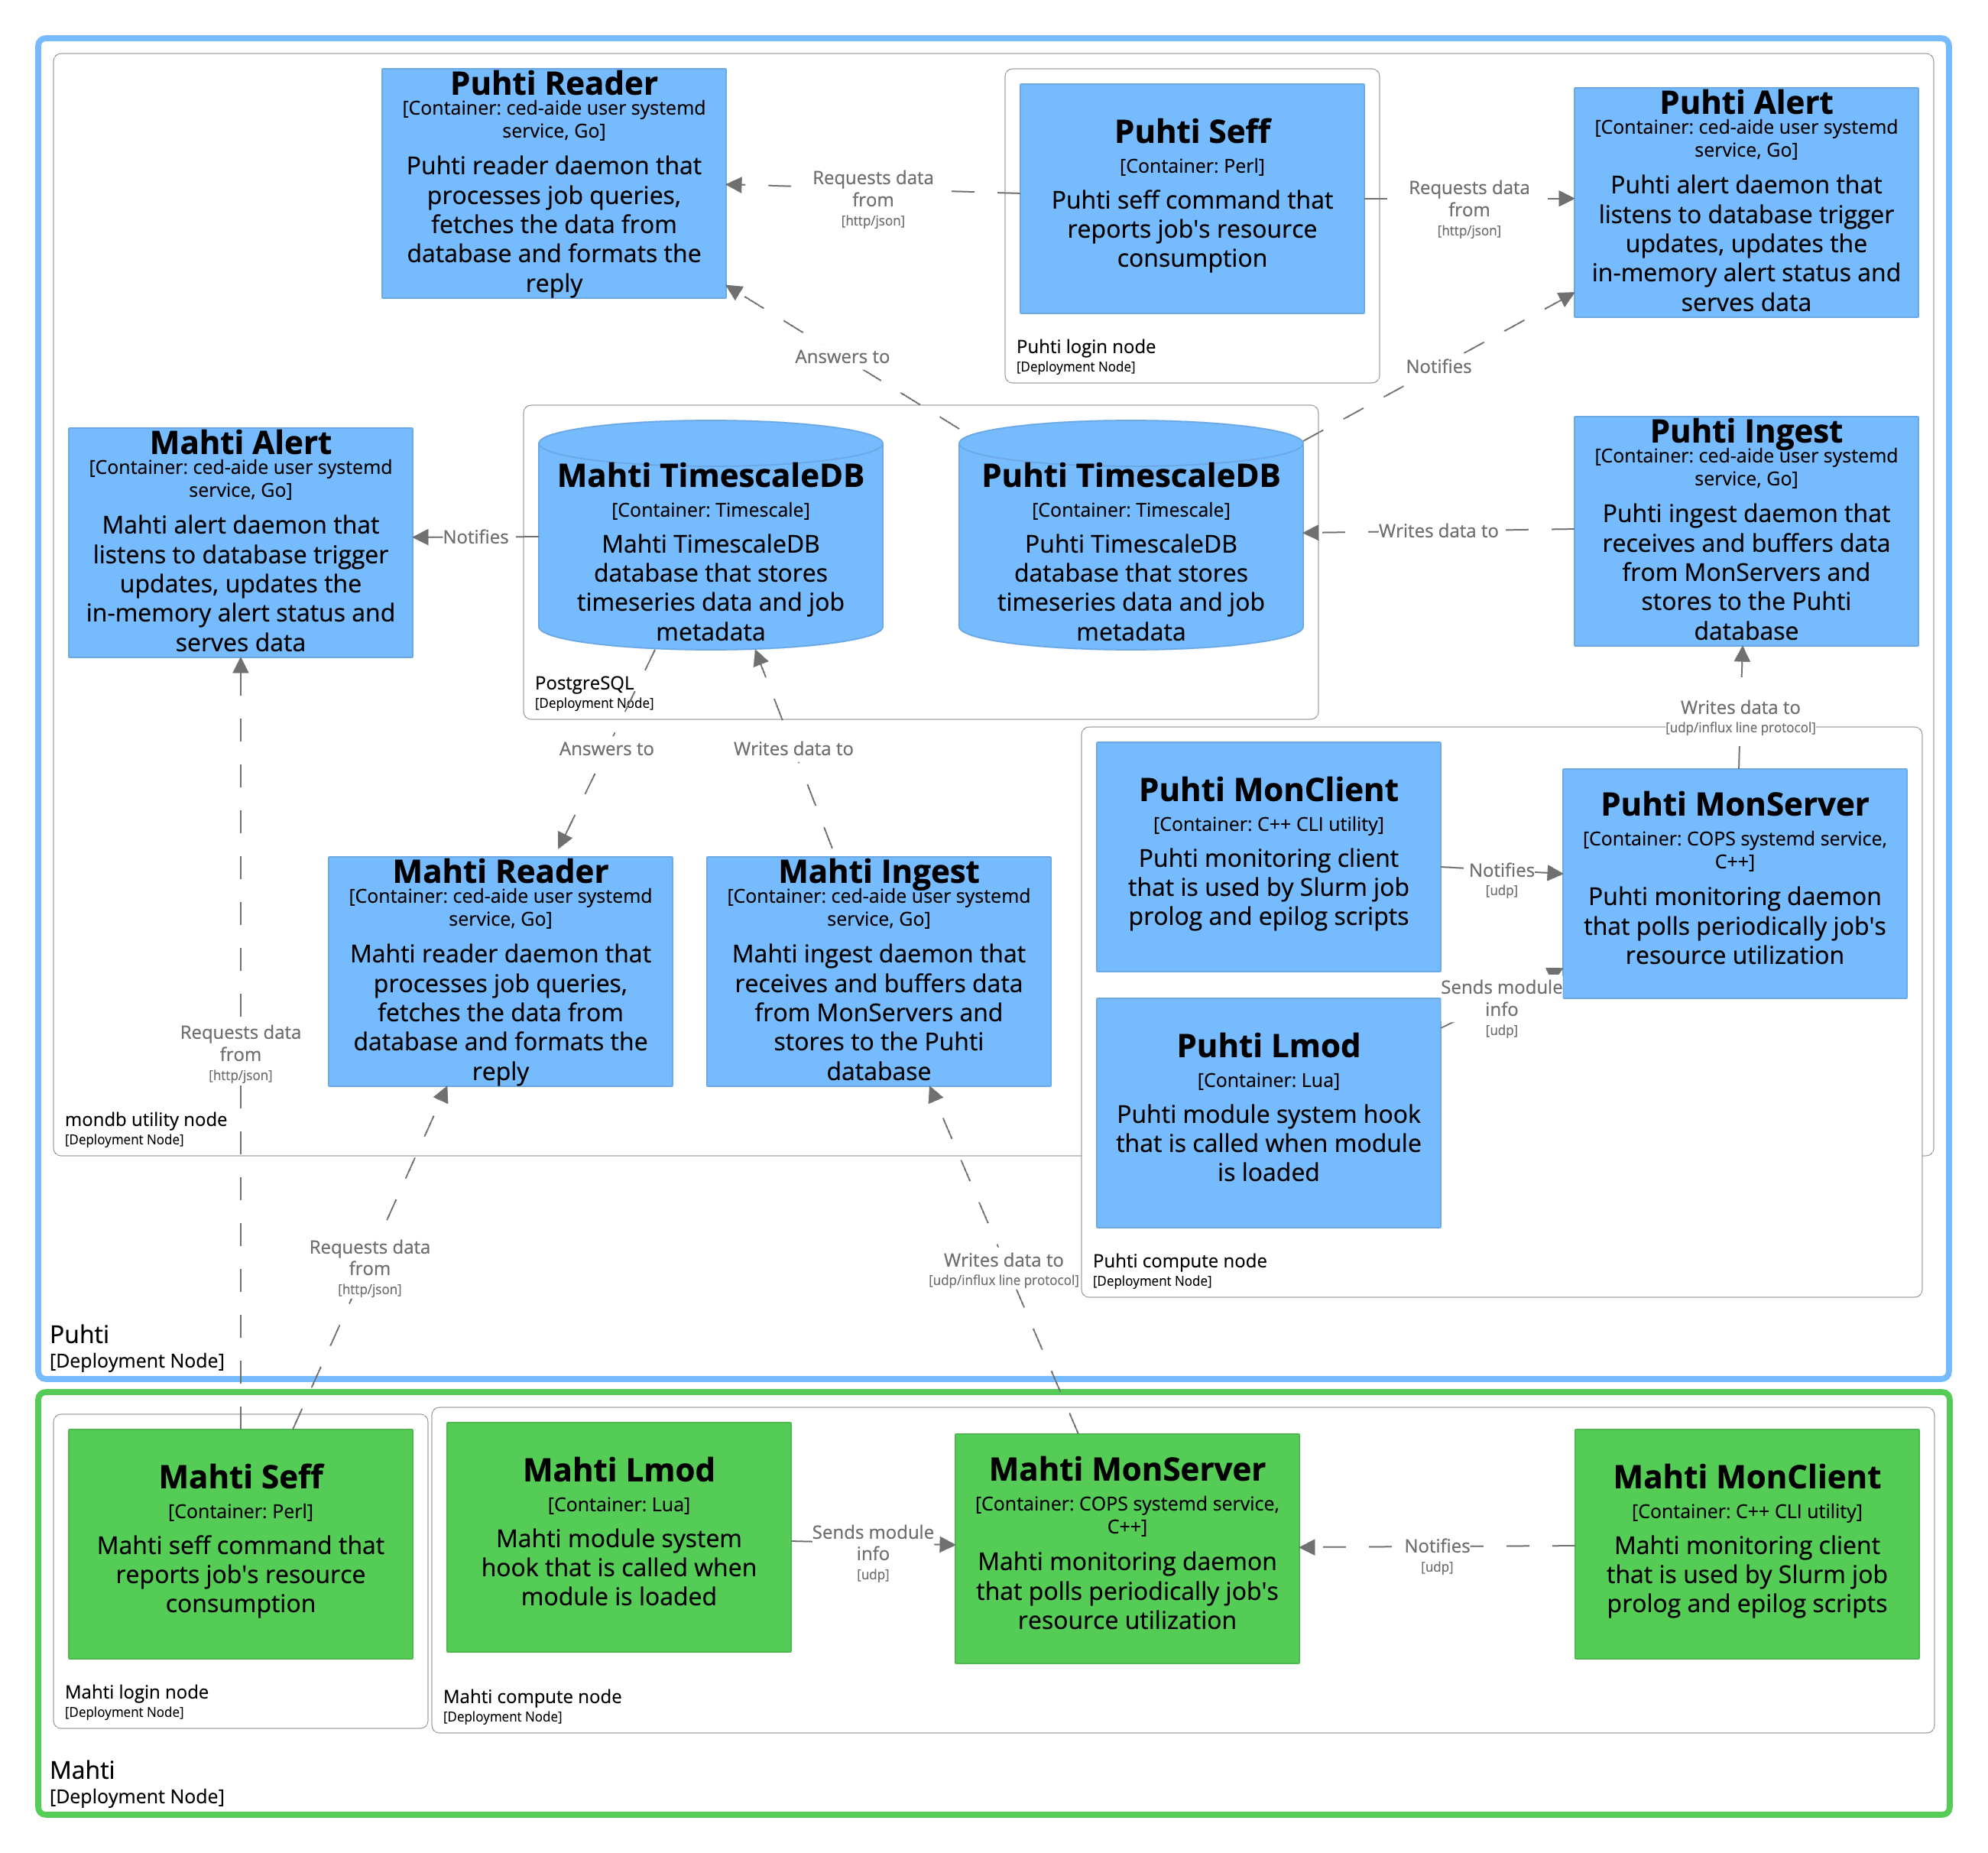 Puhti Reader
[Container: ced-aide user systemd
service, Go]
Puhti reader daemon that
processes job queries,
fetches the data from
database and formats the
reply
Requests data
from
[http/json]
Puhti Seff
[Container: Perl]
Puhti seff command that
reports job's resource
consumption
Puhti login node
[Deployment Node]
Requests data
from
[http/json]
Puhti Alert
[Container: ced-aide user systemd
service, Go]
Puhti alert daemon that
listens to database trigger
updates, updates the
in-memory alert status and
serves data
Answers to
Notifies
Mahti Alert
[Container: ced-aide user systemd
service, Go]
Mahti alert daemon that
listens to database trigger
updates, updates the
in-memory alert status and
serves data
Notifies
Mahti TimescaleDB
[Container: Timescale]
Mahti TimescaleDB
database that stores
timeseries data and job
metadata
Puhti TimescaleDB
[Container: Timescale]
Puhti TimescaleDB
database that stores
timeseries data and job
metadata
PostgreSQL
[Deployment Node]
Writes data to
Puhti Ingest
[Container: ced-aide user systemd
service, Go]
Puhti ingest daemon that
receives and buffers data
from MonServers and
stores to the Puhti
database
Answers to
Writes data to
Writes data to
[udp/influx line protocol]
Puhti MonClient
[Container: C++ CLI utility]
Puhti monitoring client
that is used by Slurm job
prolog and epilog scripts
Notifies
[udp]
Puhti MonServer
[Container: COPS systemd service,
C++]
Puhti monitoring daemon
that polls periodically job's
resource utilization
Sends module
info
[udp]
Puhti Lmod
[Container: Lua]
Puhti module system hook
that is called when module
is loaded
Puhti compute node
[Deployment Node]
Mahti Reader
[Container: ced-aide user systemd
service, Go]
Mahti reader daemon that
processes job queries,
fetches the data from
database and formats the
reply
Mahti Ingest
[Container: ced-aide user systemd
service, Go]
Mahti ingest daemon that
receives and buffers data
from MonServers and
stores to the Puhti
database
Requests data
from
[http/json]
mondb utility node
[Deployment Node]
Requests data
from
[http/json]
Writes data to
[udp/influx line protocol]
Puhti
[Deployment Node]
Mahti Seff
[Container: Perl]
Mahti seff command that
reports job's resource
consumption
Mahti login node
[Deployment Node]
Mahti Lmod
[Container: Lua]
Mahti module system
hook that is called when
module is loaded
Sends module
info
[udp]
Mahti MonServer
[Container: COPS systemd service,
C++]
Mahti monitoring daemon
that polls periodically job's
resource utilization
Notifies
[udp]
Mahti MonClient
[Container: C++ CLI utility]
Mahti monitoring client
that is used by Slurm job
prolog and epilog scripts
Mahti compute node
[Deployment Node]
Mahti
[Deployment Node]